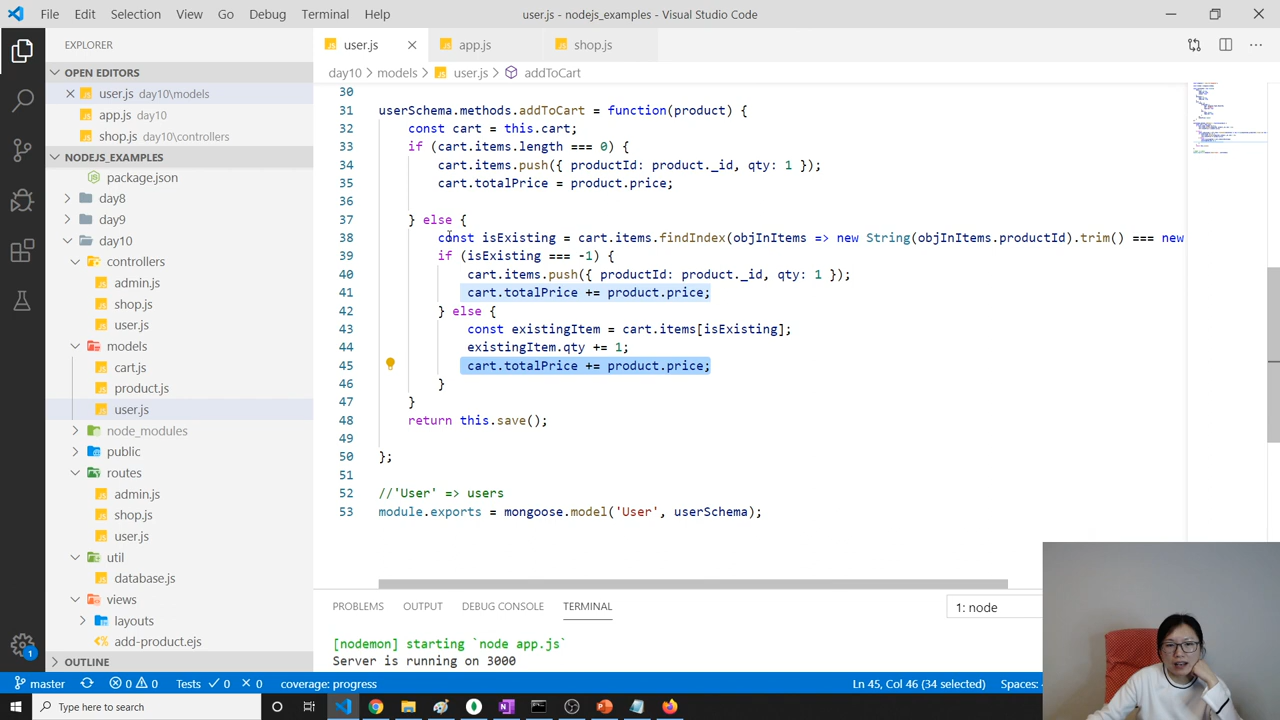 File Edit Selection View Go Debug Terminal Help
user.js - nodejs_examples - Visual Studio Code
EXPLORER
OPEN EDITORS
user.js day10\models
app.js day10
shop.js day10\controllers
NODEJS_EXAMPLES
package.json
day8
day9
day10
controllers
admin.js
shop.js
user.js
models
cart.js
product.js
user.js
node_modules
public
routes
admin.js
shop.js
user.js
util
database.js
views
layouts
add-product.ejs
OUTLINE
user.js app.js shop.js
day10 > models > user.js > addToCart
30
31 userSchema.methods.addToCart = function(product) {
32 const cart = this.cart;
33 if (cart.items.length === 0) {
34 cart.items.push({ productId: product._id, qty: 1 });
35 cart.totalPrice = product.price;
36
37 } else {
38 const isExisting = cart.items.findIndex(objInItems => new String(objInItems.productId).trim() === new
39 if (isExisting === -1) {
40 cart.items.push({ productId: product._id, qty: 1 });
41 cart.totalPrice += product.price;
42 } else {
43 const existingItem = cart.items[isExisting];
44 existingItem.qty += 1;
45 cart.totalPrice += product.price;
46 }
47 }
48 return this.save();
49
50 };
51
52 //'User' => users
53 module.exports = mongoose.model('User', userSchema);
PROBLEMS OUTPUT DEBUG CONSOLE TERMINAL
1: node
[nodemon] starting `node app.js`
Server is running on 3000
1
master 0 0 Tests 0 0 coverage: progress
Ln 45, Col 46 (34 selected) Spaces:
Type here to search